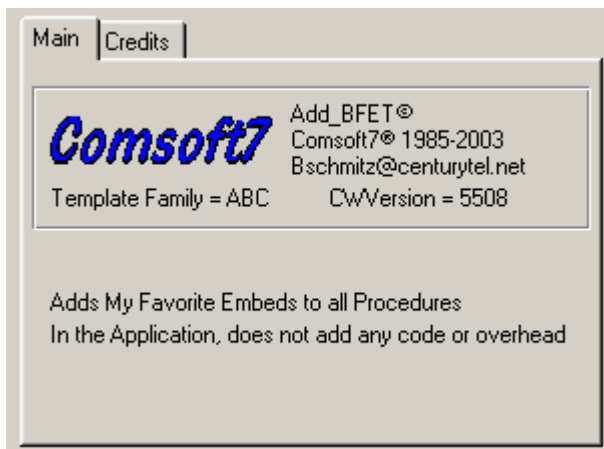 Main Credits
Comsoft7
Add_BFET©
Comsoft7® 1985-2003
Bschmitz@centurytel.net
Template Family = ABC CWVersion = 5508
Adds My Favorite Embeds to all Procedures
In the Application, does not add any code or overhead